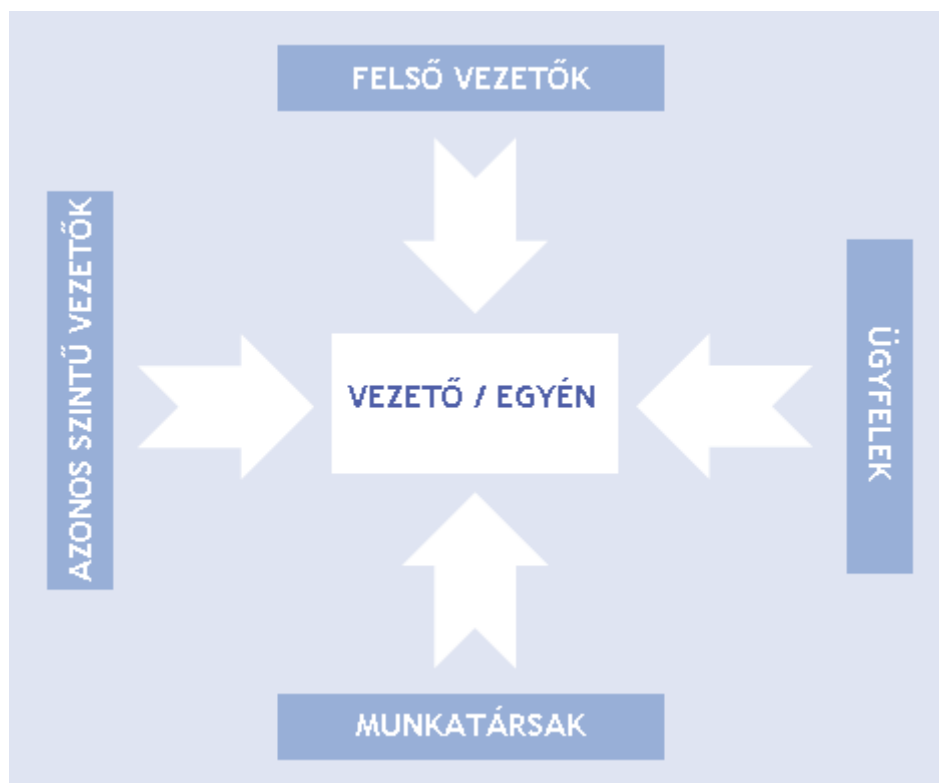 FELSŐ VEZETŐK
AZONOS SZINTŰ VEZETŐK
VEZETŐ / EGYÉN
ÜGYFELEK
MUNKATÁRSAK